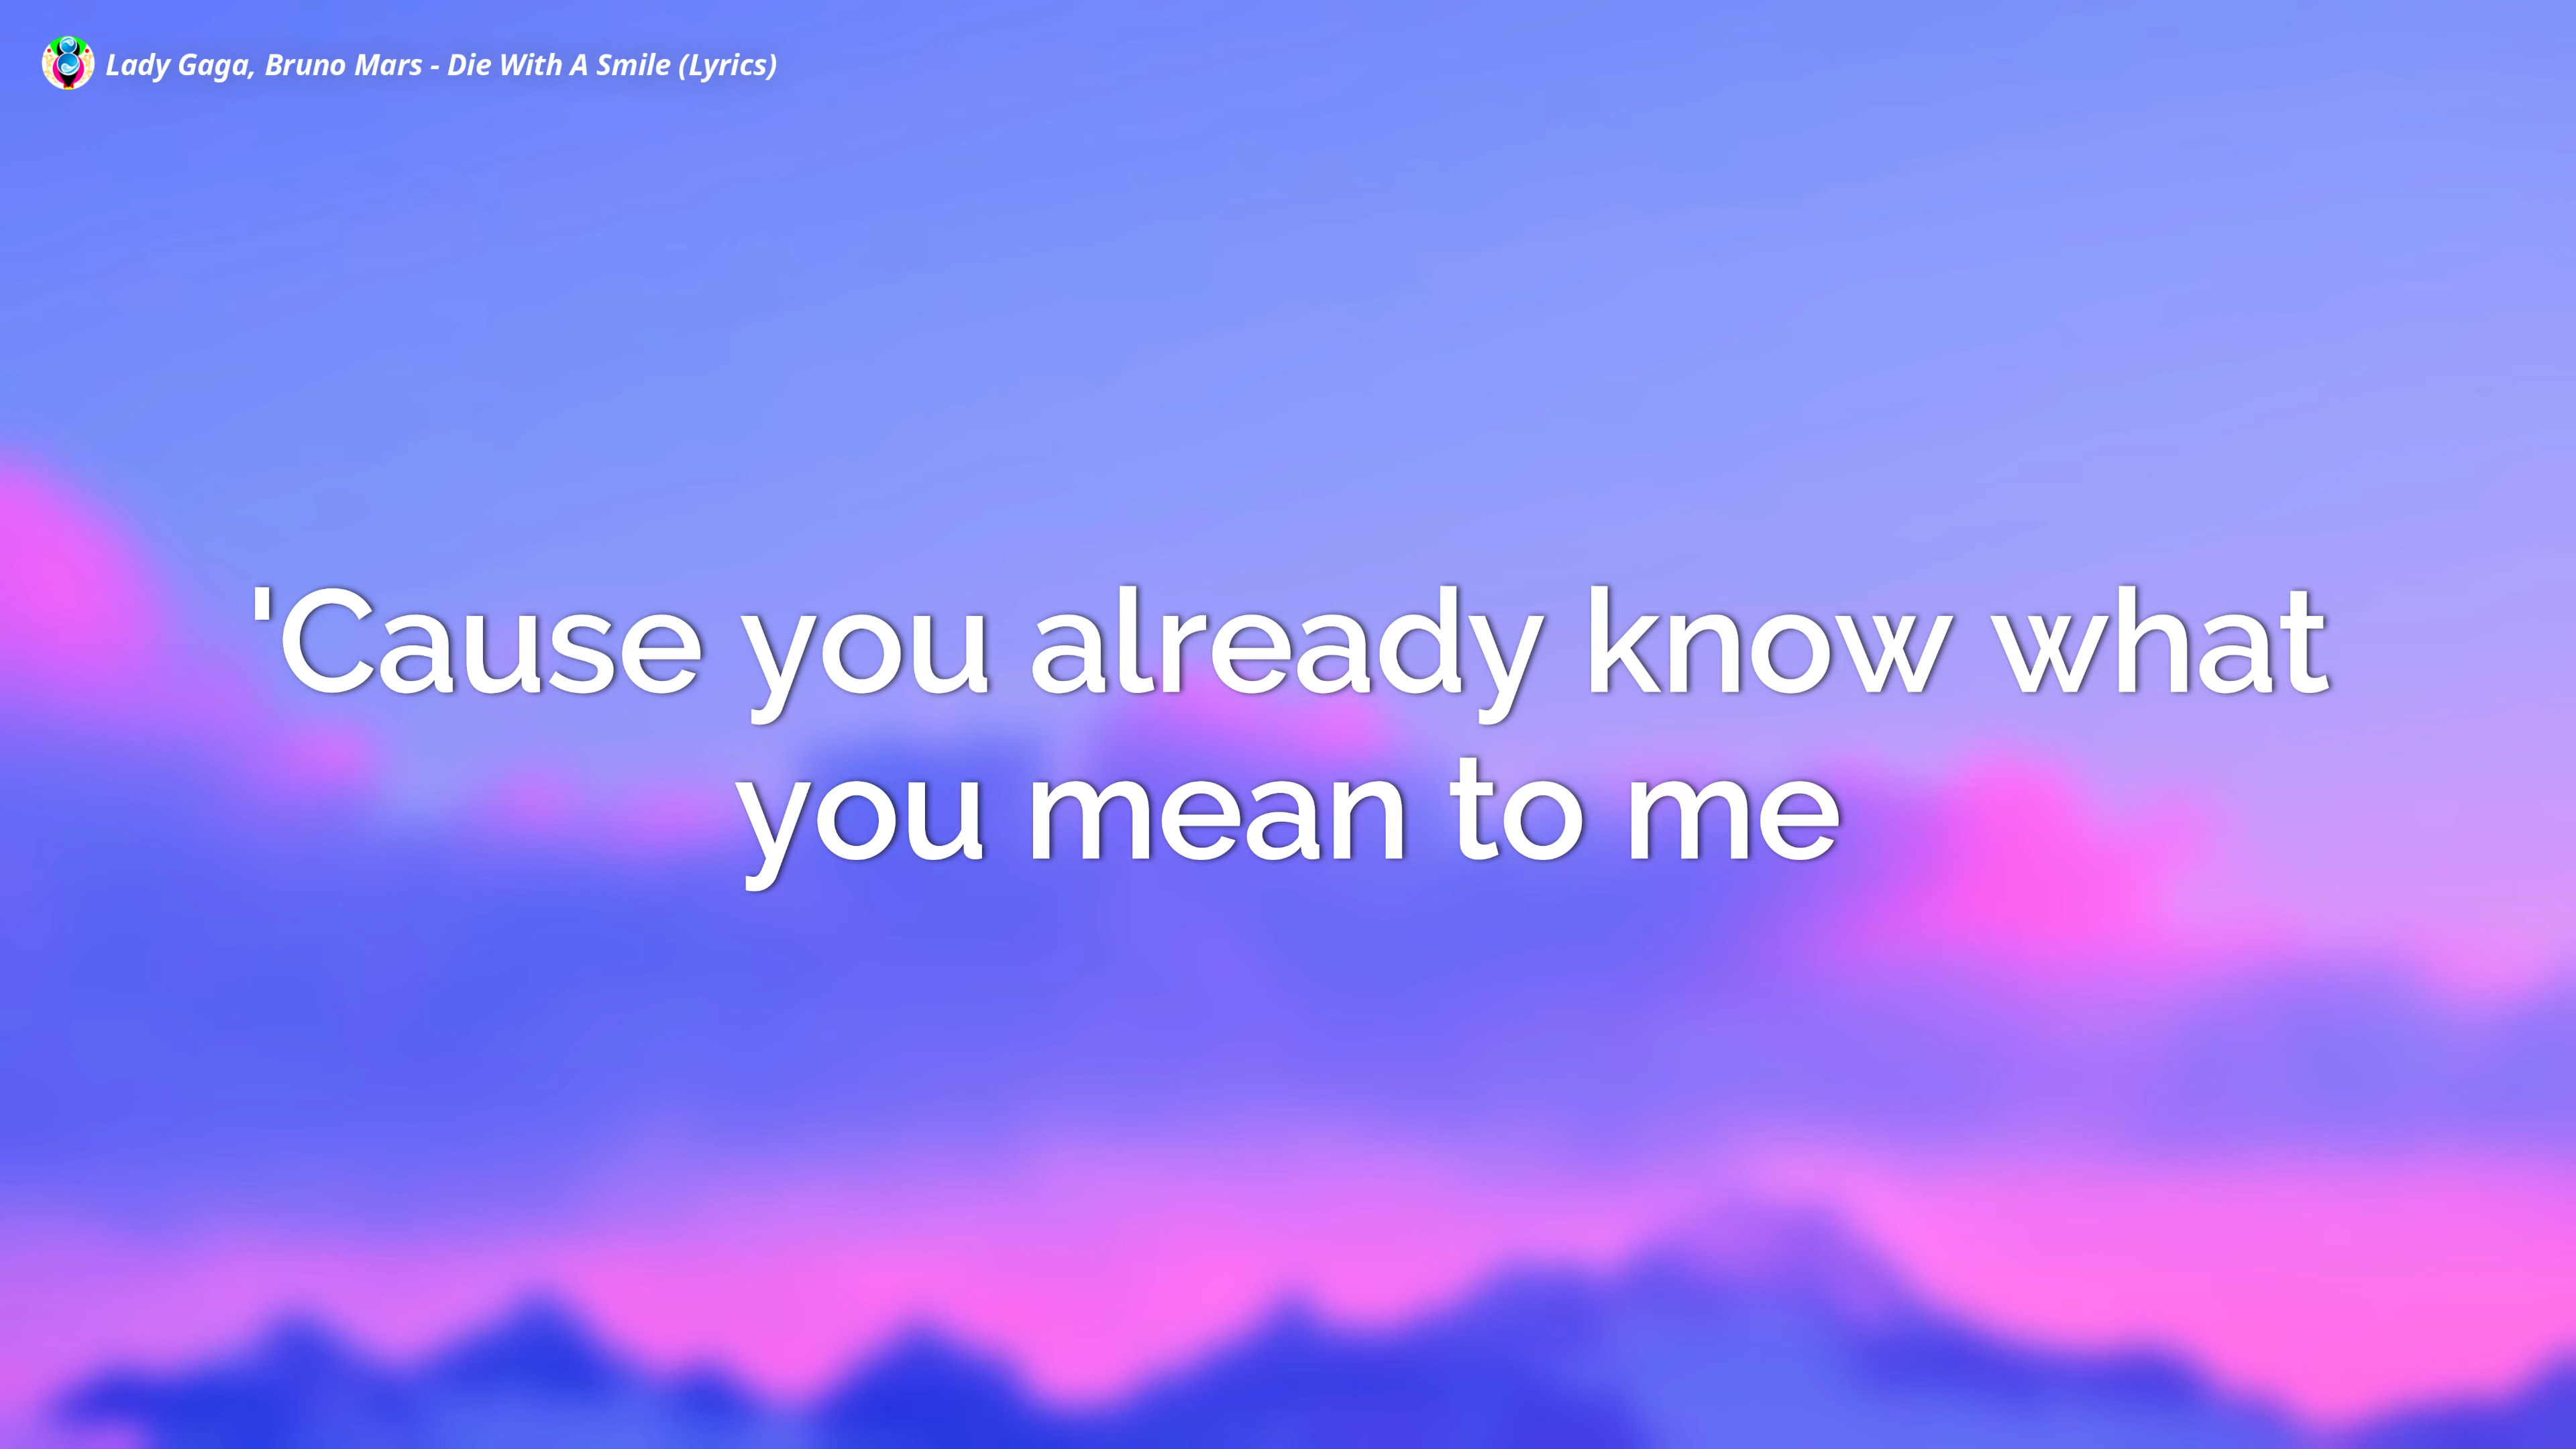 Lady Gaga, Bruno Mars - Die With A Smile (Lyrics)
'Cause you already know what
you mean to me